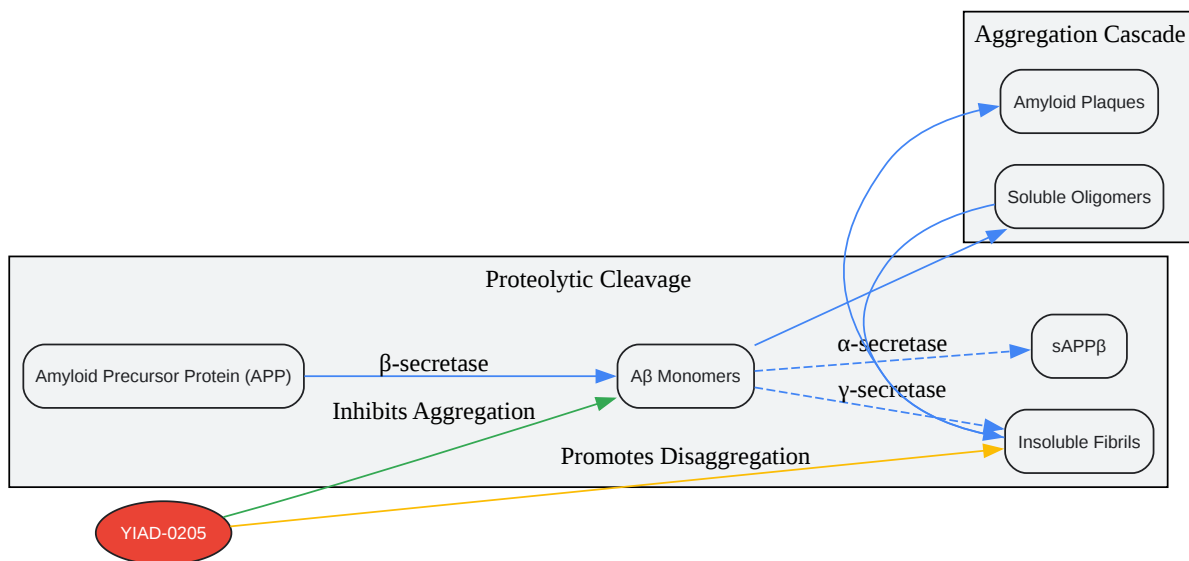 Aggregation Cascade
Amyloid Plaques
Soluble Oligomers
Proteolytic Cleavage
Amyloid Precursor Protein (APP)
β-secretase
Aβ Monomers
α-secretase
sAPPβ
γ-secretase
Inhibits Aggregation
Insoluble Fibrils
Promotes Disaggregation
YIAD-0205